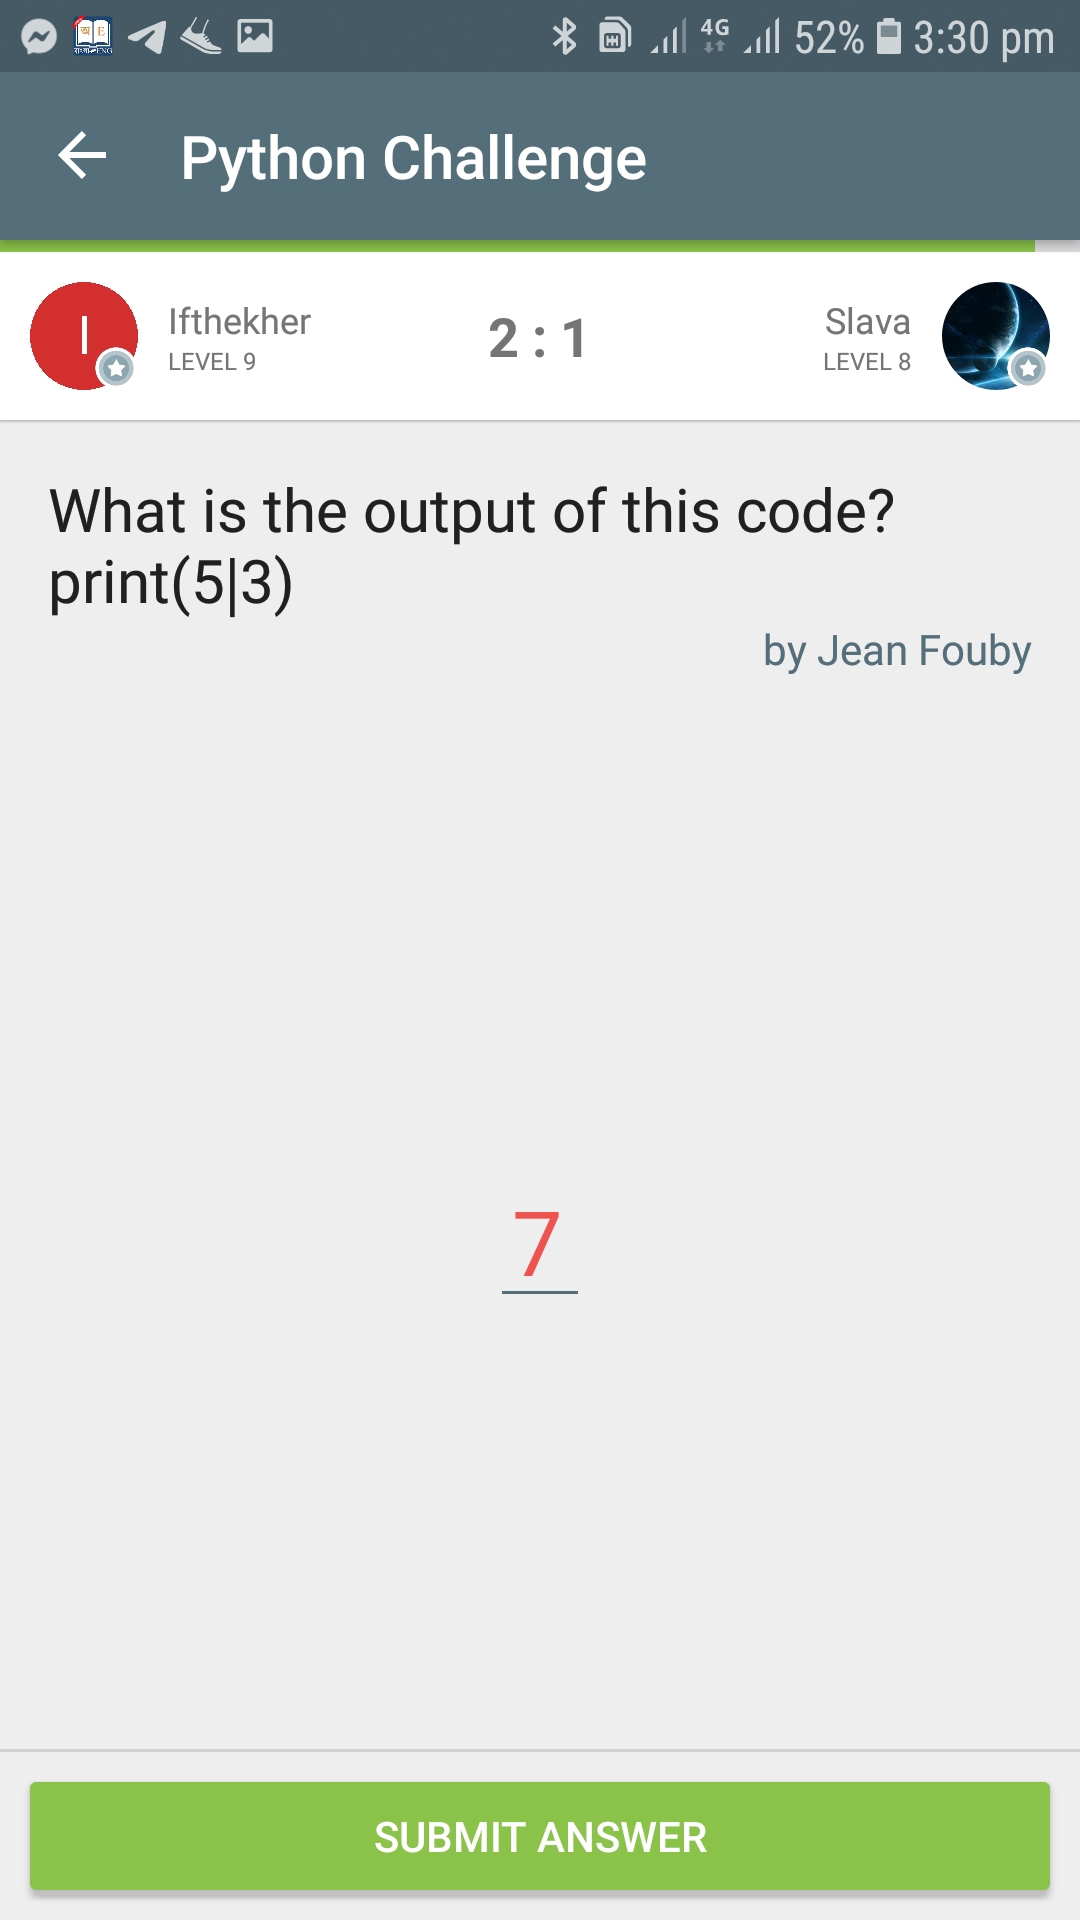 4G 52% 3:30 pm
Python Challenge
I Ifthekher 2 : 1 Slava
LEVEL 9 LEVEL 8
What is the output of this code?
print(5|3)
by Jean Fouby
7
SUBMIT ANSWER